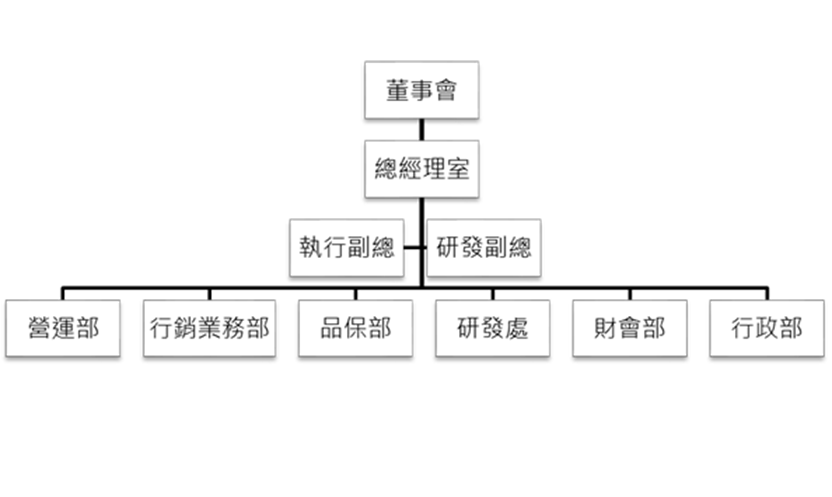 董事會
總經理室
執行副總
研發副總
營運部
行銷業務部
品保部
研發處
財會部
行政部